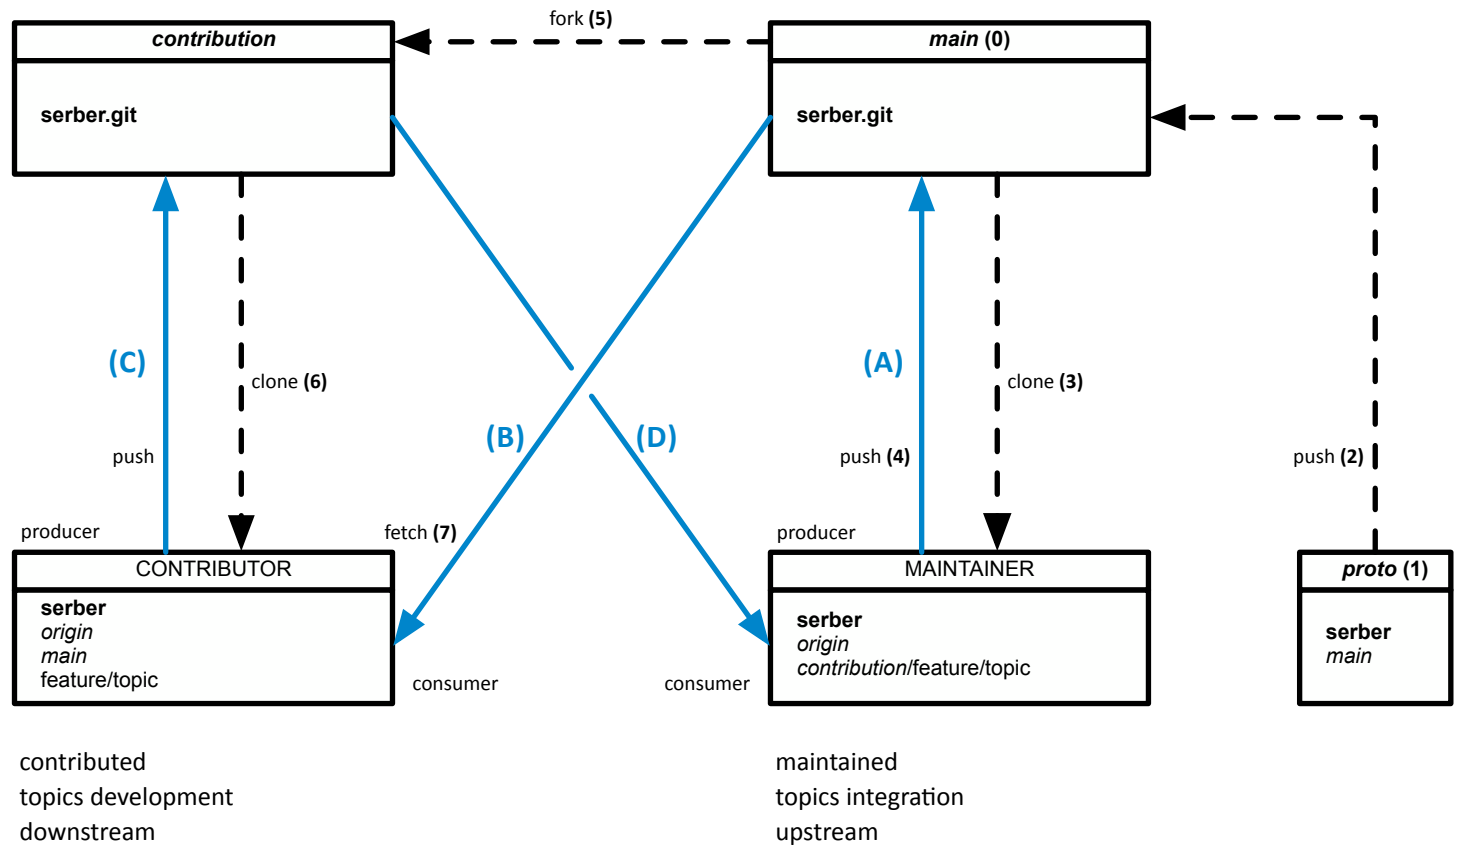 fork (5)
contribution
main (0)
serber.git
serber.git
(C)
(A)
clone (6)
clone (3)
(B)
(D)
push
push (4)
push (2)
producer
fetch (7)
producer
CONTRIBUTOR
MAINTAINER
proto (1)
serber
origin
main
feature/topic
serber
origin
contribution/feature/topic
serber
main
consumer
consumer
contributed
topics development
downstream
maintained
topics integration
upstream